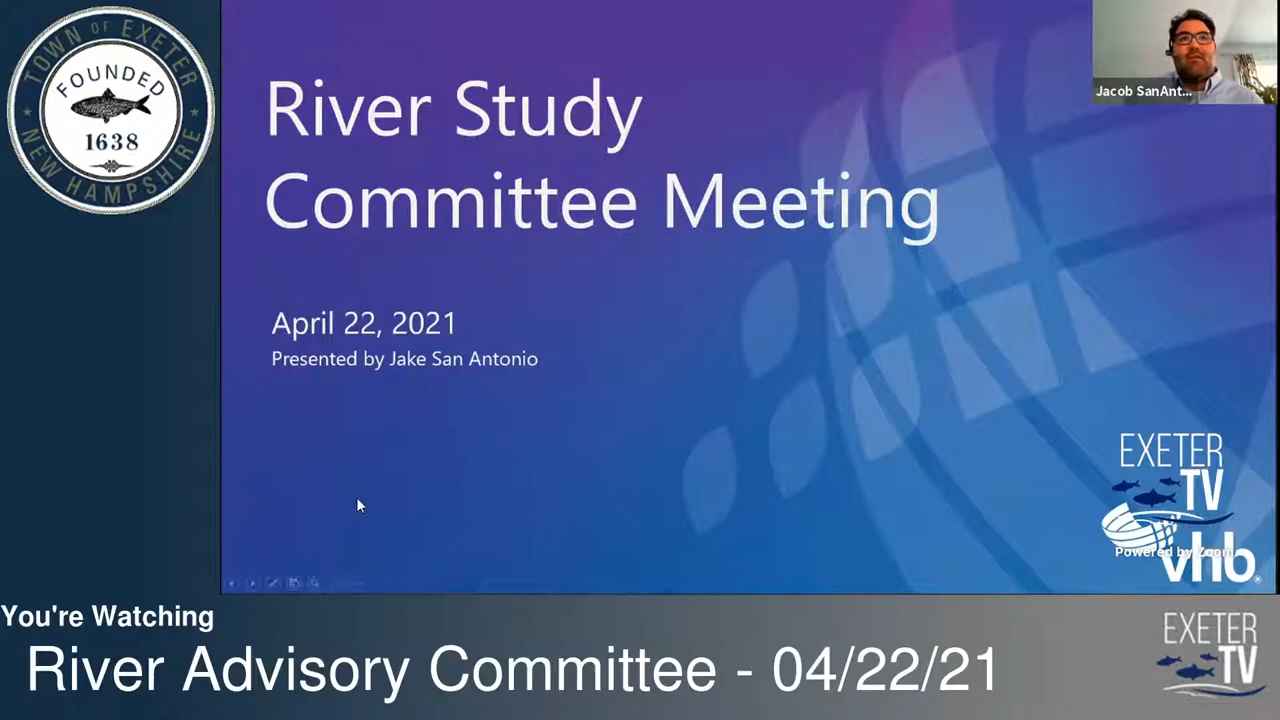 TOWN OF EXETER
FOUNDED
1638
NEW HAMPSHIRE
River Study
Committee Meeting
April 22, 2021
Presented by Jake San Antonio
Jacob SanAnt...
EXETER
TV
Powered by Zoom
vhb
You're Watching
River Advisory Committee - 04/22/21
EXETER
TV